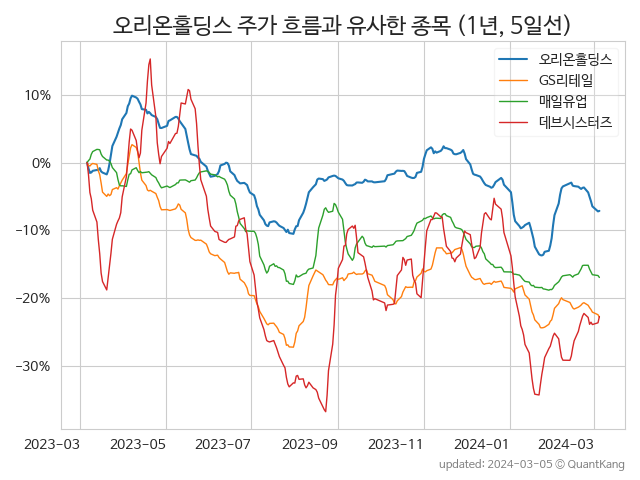 오리온홀딩스 주가 흐름과 유사한 종목 (1년, 5일선)
오리온홀딩스
GS리테일
매일유업
데브시스터즈
10%
0%
−10%
−20%
−30%
2023-03 2023-05 2023-07 2023-09 2023-11 2024-01 2024-03
updated: 2024-03-05 © QuantKang